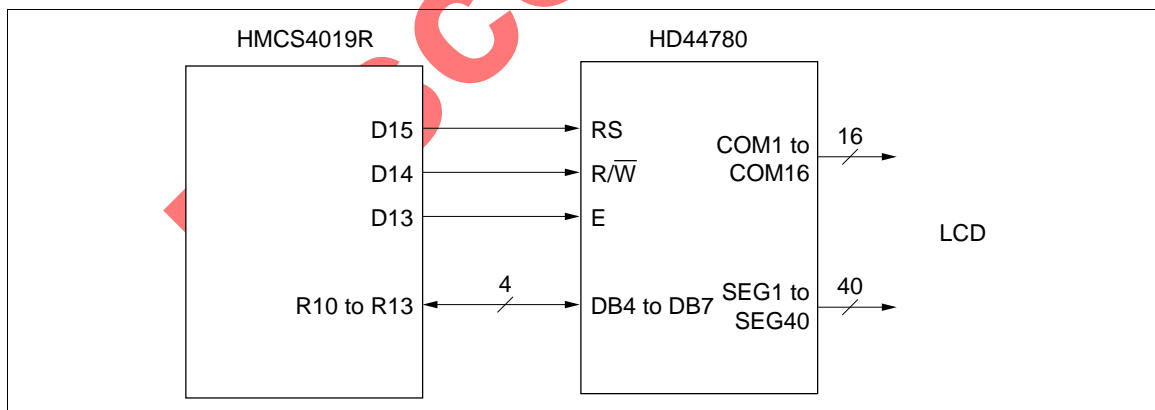 HMCS4019R
HD44780
D15
RS
D14
R/W̅
D13
E
R10 to R13
4
DB4 to DB7
COM1 to
COM16
16
SEG1 to
SEG40
40
LCD